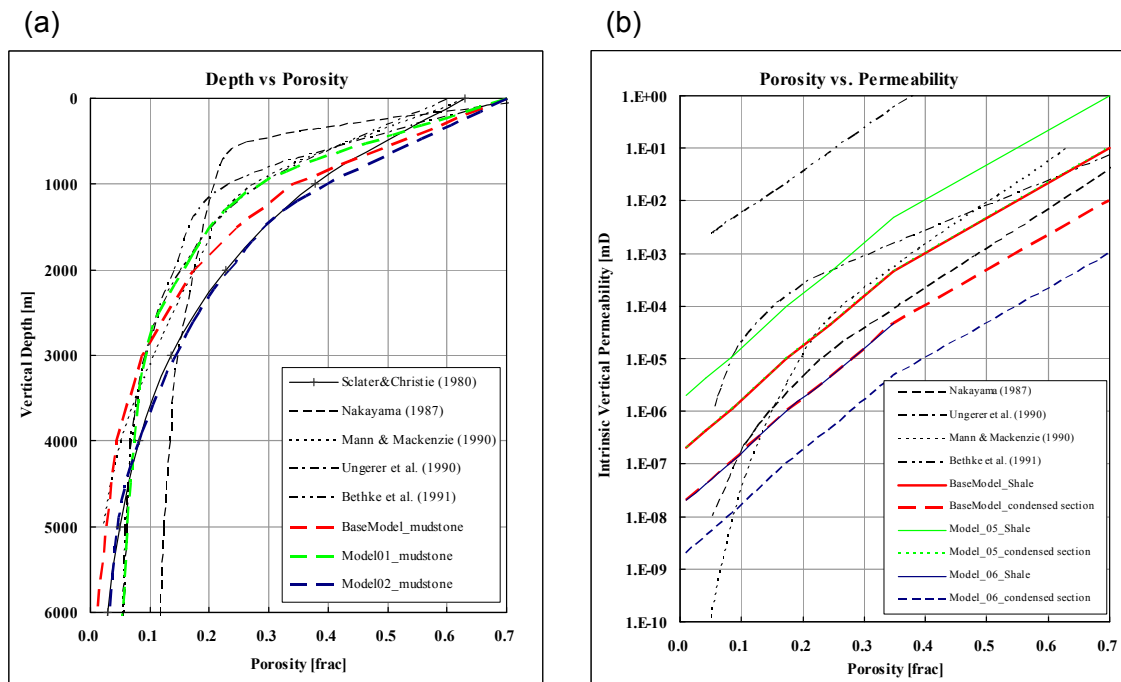 (a)
Depth vs Porosity
0
1000
2000
3000
4000
5000
6000
Vertical Depth [m]
0.0 0.1 0.2 0.3 0.4 0.5 0.6 0.7
Porosity [frac]
Sclater&Christie (1980)
Nakayama (1987)
Mann & Mackenzie (1990)
Ungerer et al. (1990)
Bethke et al. (1991)
BaseModel_mudstone
Model01_mudstone
Model02_mudstone
(b)
Porosity vs. Permeability
1.E+00
1.E-01
1.E-02
1.E-03
1.E-04
1.E-05
1.E-06
1.E-07
1.E-08
1.E-09
1.E-10
Intrinsic Vertical Permeability [mD
0.0 0.1 0.2 0.3 0.4 0.5 0.6 0.7
Porosity [frac]
Nakayama (1987)
Ungerer et al. (1990)
Mann & Mackenzie (1990)
Bethke et al. (1991)
BaseModel_Shale
BaseModel_condensed section
Model_05_Shale
Model_05_condensed section
Model_06_Shale
Model_06_condensed section